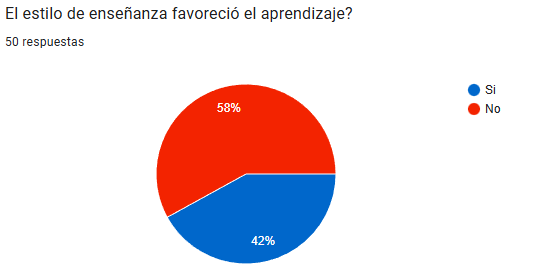 El estilo de enseñanza favoreció el aprendizaje?
50 respuestas
Si
No
58%
42%